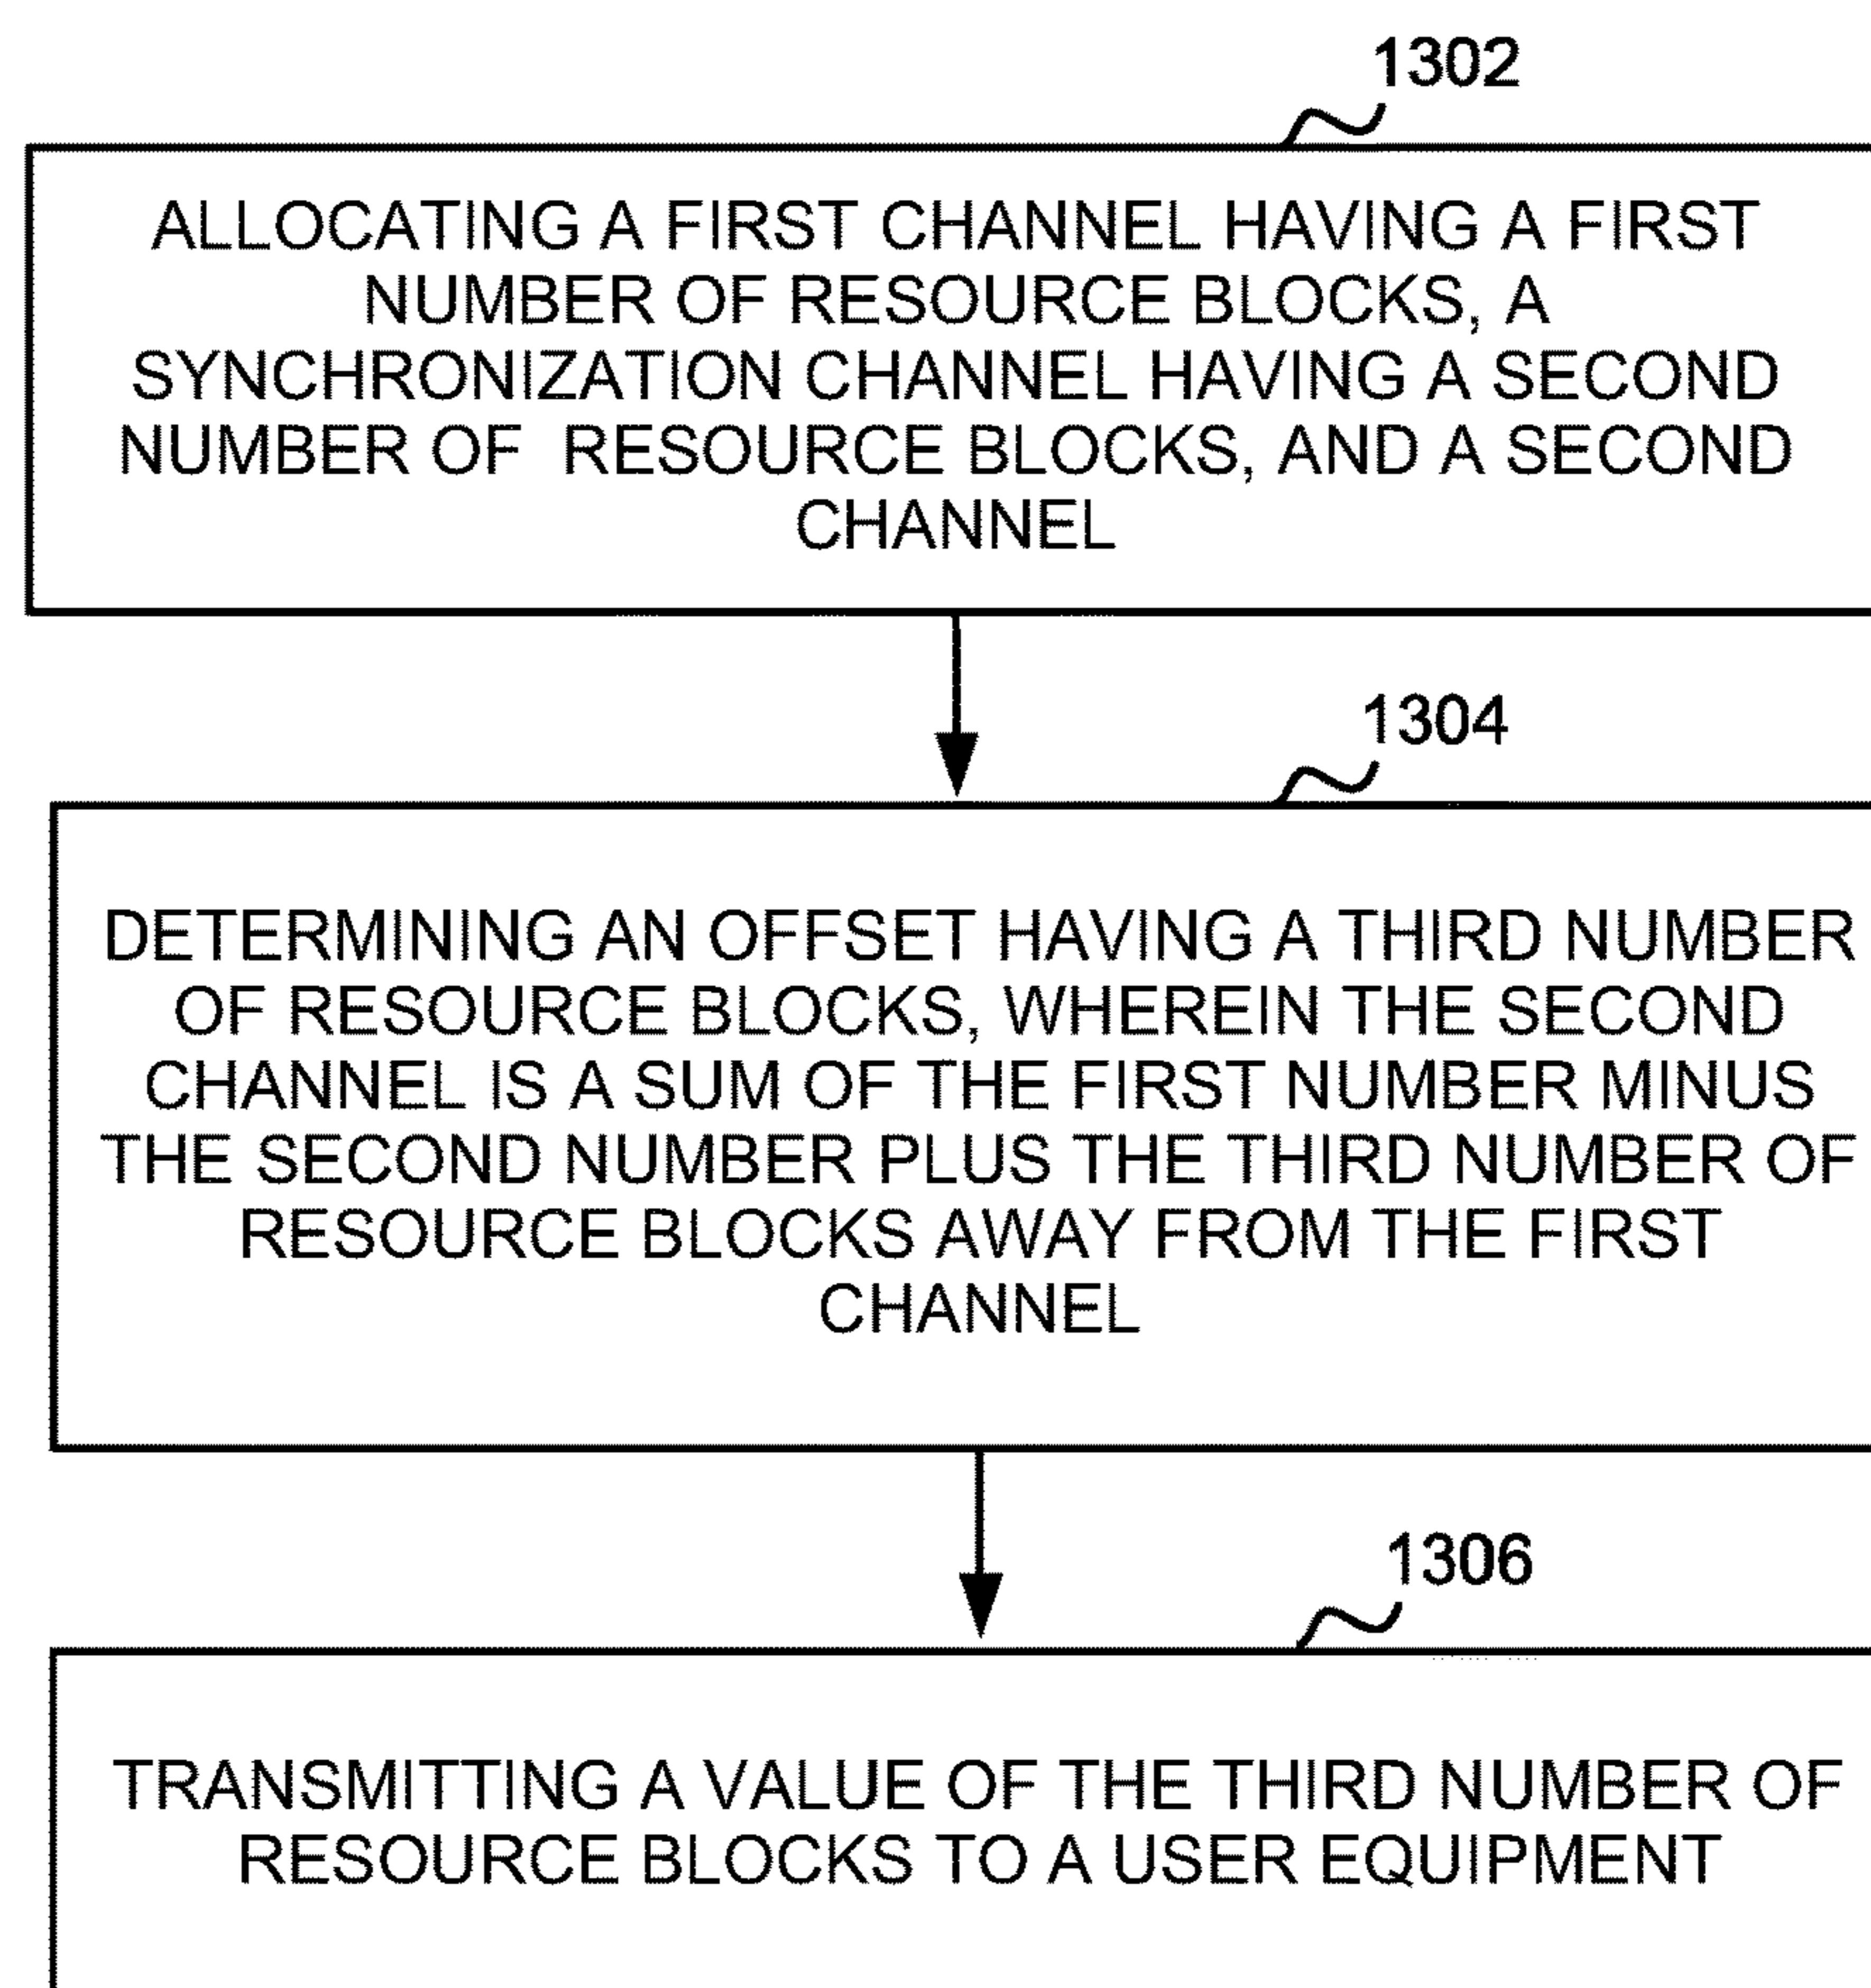 1302
ALLOCATING A FIRST CHANNEL HAVING A FIRST
NUMBER OF RESOURCE BLOCKS, A
SYNCHRONIZATION CHANNEL HAVING A SECOND
NUMBER OF RESOURCE BLOCKS, AND A SECOND
CHANNEL
1304
DETERMINING AN OFFSET HAVING A THIRD NUMBER
OF RESOURCE BLOCKS, WHEREIN THE SECOND
CHANNEL IS A SUM OF THE FIRST NUMBER MINUS
THE SECOND NUMBER PLUS THE THIRD NUMBER OF
RESOURCE BLOCKS AWAY FROM THE FIRST
CHANNEL
1306
TRANSMITTING A VALUE OF THE THIRD NUMBER OF
RESOURCE BLOCKS TO A USER EQUIPMENT